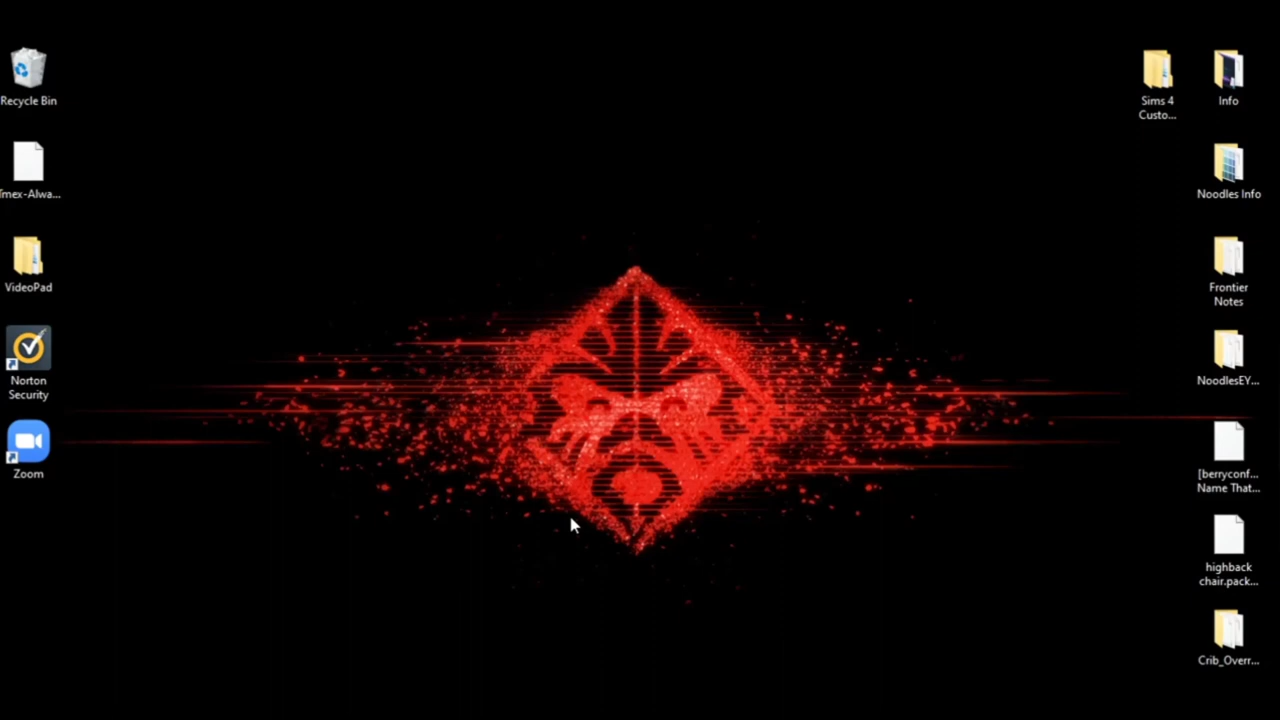 Recycle Bin
mex-Alwa...
VideoPad
Norton
Security
Zoom
Sims 4
Custo...
Info
Noodles Info
Frontier
Notes
NoodlesEY...
[berryconf...
Name That...
highback
chair.pack...
Crib_Overr...